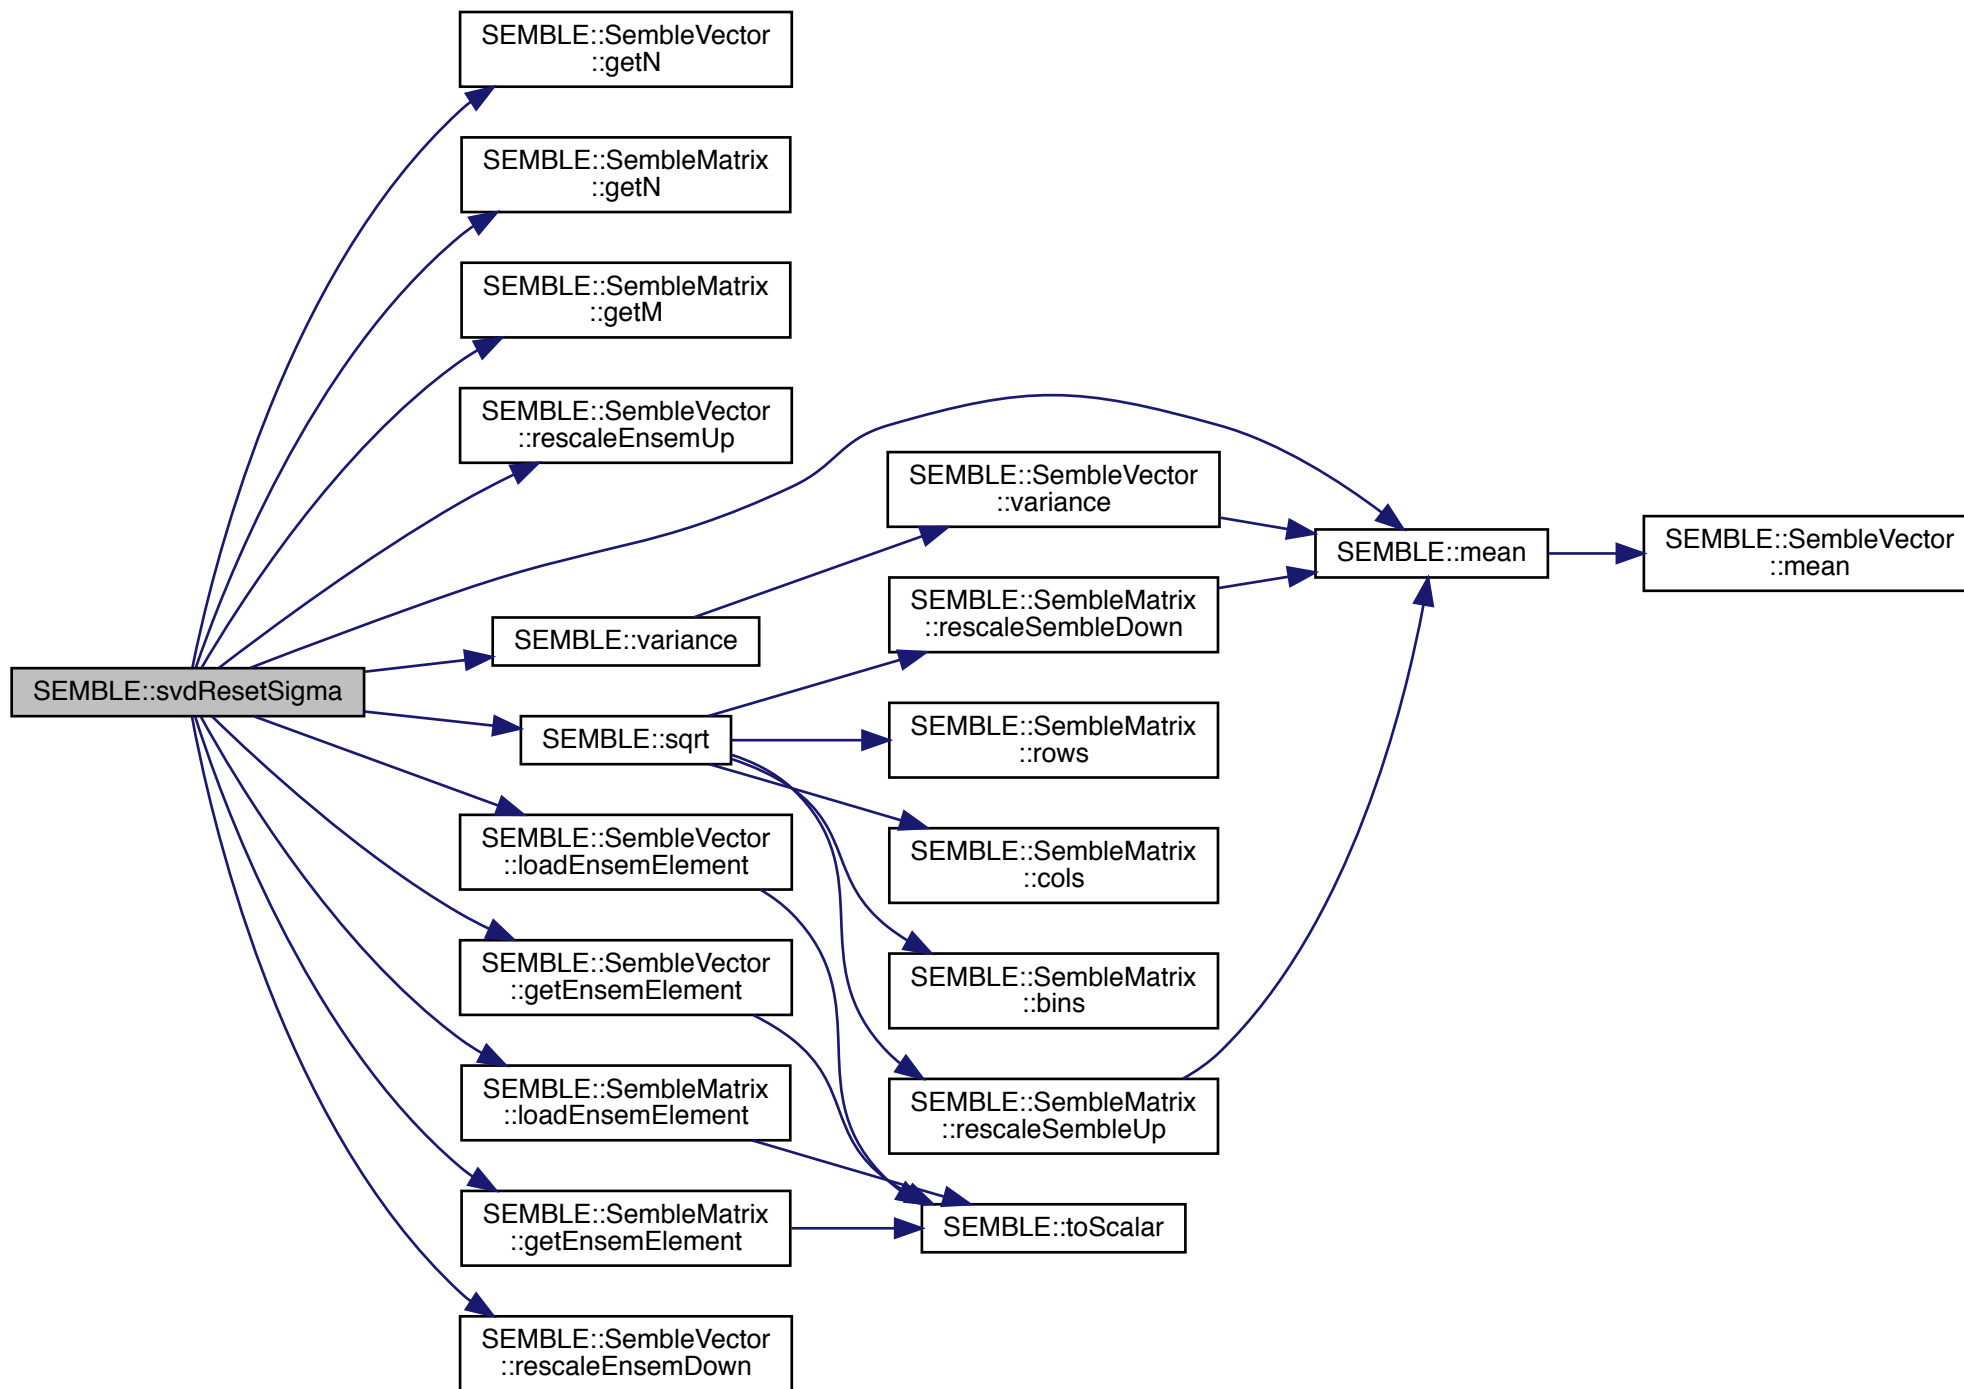 SEMBLE::SembleVector
::getN
SEMBLE::SembleMatrix
::getN
SEMBLE::SembleMatrix
::getM
SEMBLE::SembleVector
::rescaleEnsemUp
SEMBLE::SembleVector
::variance
SEMBLE::mean
SEMBLE::SembleVector
::mean
SEMBLE::SembleMatrix
::rescaleSembleDown
SEMBLE::variance
SEMBLE::svdResetSigma
SEMBLE::sqrt
SEMBLE::SembleMatrix
::rows
SEMBLE::SembleVector
::loadEnsemElement
SEMBLE::SembleMatrix
::cols
SEMBLE::SembleVector
::getEnsemElement
SEMBLE::SembleMatrix
::bins
SEMBLE::SembleMatrix
::loadEnsemElement
SEMBLE::SembleMatrix
::rescaleSembleUp
SEMBLE::SembleMatrix
::getEnsemElement
SEMBLE::toScalar
SEMBLE::SembleVector
::rescaleEnsemDown